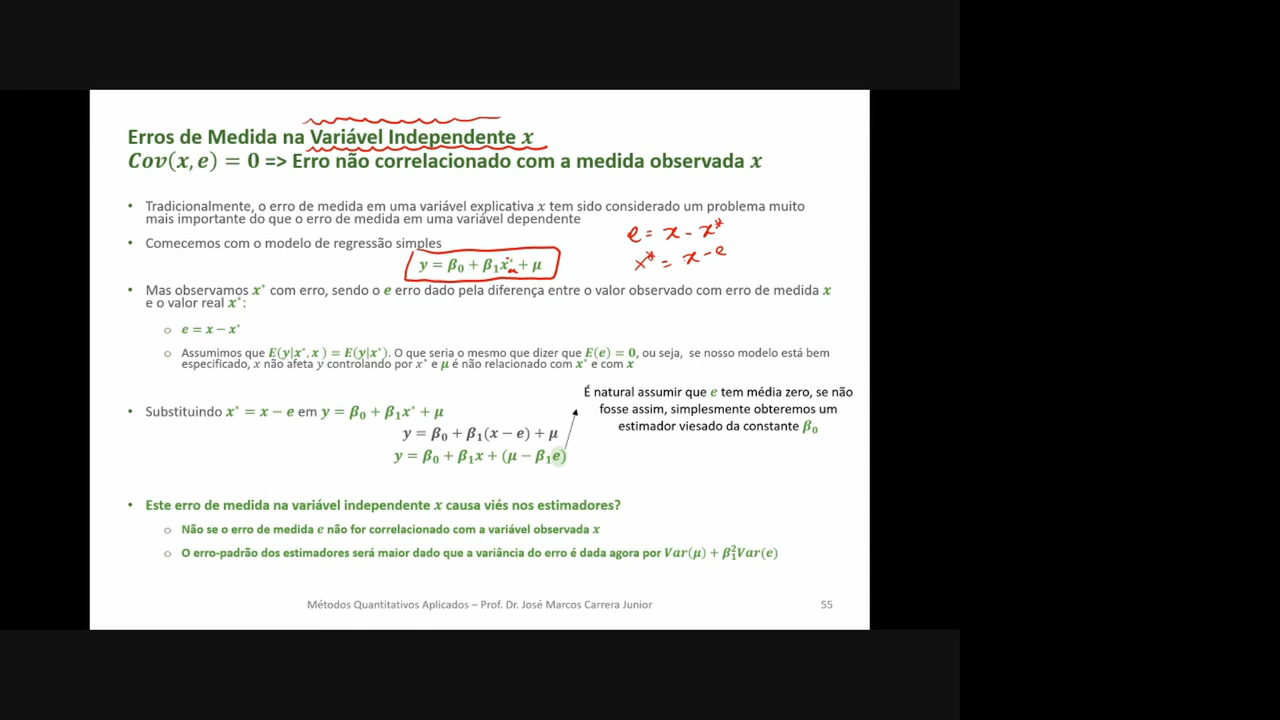 Erros de Medida na Variável Independente x
Cov(x, e) = 0 => Erro não correlacionado com a medida observada x
• Tradicionalmente, o erro de medida em uma variável explicativa x tem sido considerado um problema muito
mais importante do que o erro de medida em uma variável dependente
• Comecemos com o modelo de regressão simples
e = x - x*
y = β₀ + β₁x* + μ
x* = x - e
• Mas observamos x* com erro, sendo o e erro dado pela diferença entre o valor observado com erro de medida x
e o valor real x*:
○ e = x − x*
○ Assumimos que E(y|x*, x ) = E(y|x*). O que seria o mesmo que dizer que E(e) = 0, ou seja, se nosso modelo está bem
especificado, x não afeta y controlando por x* e μ é não relacionado com x* e com x
É natural assumir que e tem média zero, se não
fosse assim, simplesmente obteremos um
estimador viesado da constante β₀
• Substituindo x* = x − e em y = β₀ + β₁x* + μ
y = β₀ + β₁(x − e) + μ
y = β₀ + β₁x + (μ − β₁e)
• Este erro de medida na variável independente x causa viés nos estimadores?
○ Não se o erro de medida e não for correlacionado com a variável observada x
○ O erro-padrão dos estimadores será maior dado que a variância do erro é dada agora por Var(μ) + β₁²Var(e)
Métodos Quantitativos Aplicados – Prof. Dr. José Marcos Carrera Junior
55